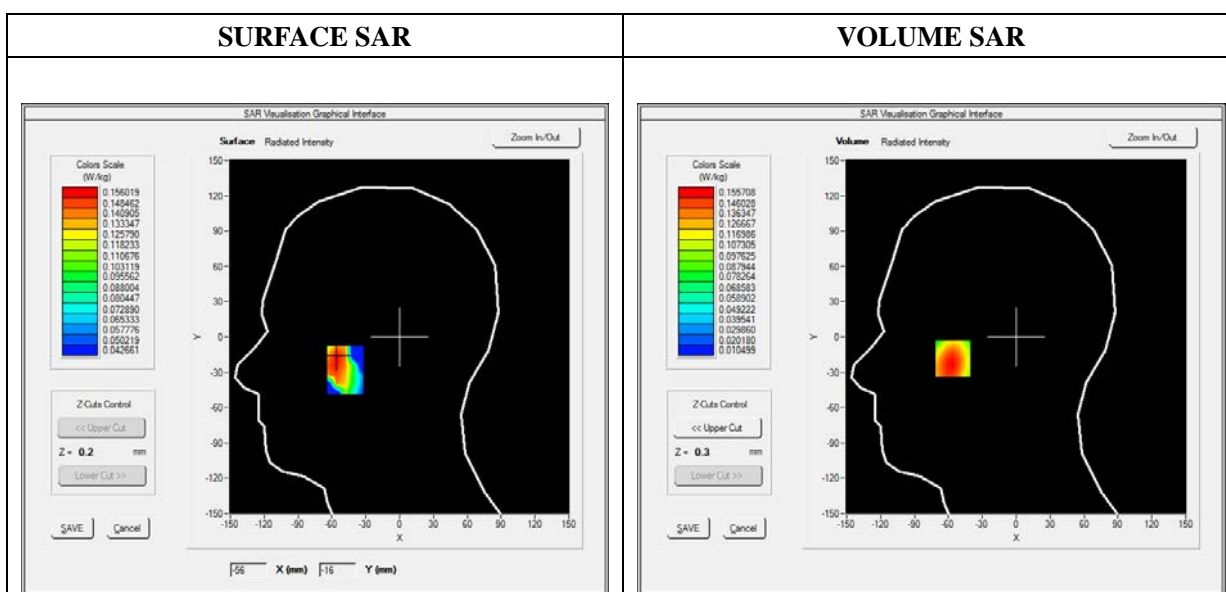 SURFACE SAR
VOLUME SAR
SAR Visualisation Graphical Interface
Surface Radiated Intensity
Zoom In/Out
Colors Scale
(W/kg)
0.156019
0.148462
0.140905
0.133347
0.125790
0.118233
0.110676
0.103119
0.095562
0.088004
0.080447
0.072890
0.065333
0.057776
0.050219
0.042661
Z-Cuts Control
<< Upper Cut
Z = 0.2 mm
Lower Cut >>
SAVE Cancel
150
120
90
60
30
Y 0
-30
-60
-90
-120
-150
-150 -120 -90 -60 -30 0 30 60 90 120 150
X
-56 X (mm) -16 Y (mm)
SAR Visualisation Graphical Interface
Volume Radiated Intensity
Zoom In/Out
Colors Scale
(W/kg)
0.155708
0.146028
0.136347
0.126667
0.116986
0.107305
0.097625
0.087944
0.078264
0.068583
0.058902
0.049222
0.039541
0.029860
0.020180
0.010499
Z-Cuts Control
<< Upper Cut
Z = 0.3 mm
Lower Cut >>
SAVE Cancel
150
120
90
60
30
Y 0
-30
-60
-90
-120
-150
-150 -120 -90 -60 -30 0 30 60 90 120 150
X